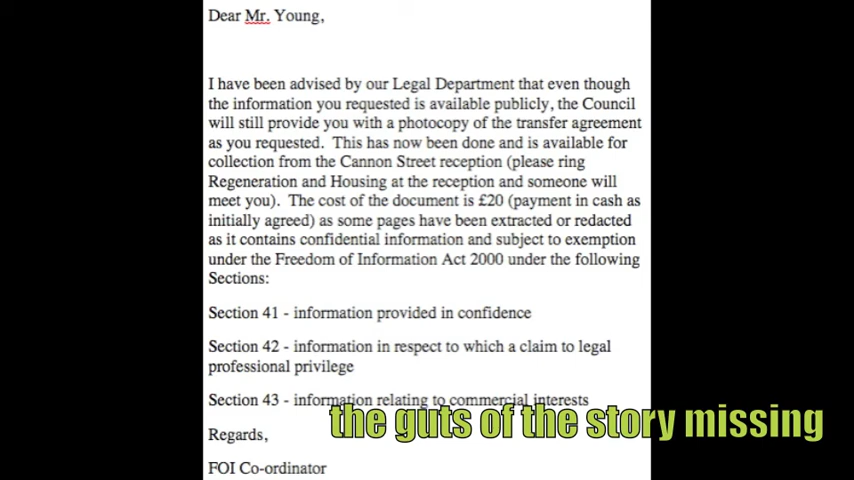 Dear Mr. Young,
I have been advised by our Legal Department that even though
the information you requested is available publicly, the Council
will still provide you with a photocopy of the transfer agreement
as you requested.  This has now been done and is available for
collection from the Cannon Street reception (please ring
Regeneration and Housing at the reception and someone will
meet you).  The cost of the document is £20 (payment in cash as
initially agreed) as some pages have been extracted or redacted
as it contains confidential information and subject to exemption
under the Freedom of Information Act 2000 under the following
Sections:
Section 41 - information provided in confidence
Section 42 - information in respect to which a claim to legal
professional privilege
Section 43 - information relating to commercial interests
the guts of the story missing
Regards,
FOI Co-ordinator